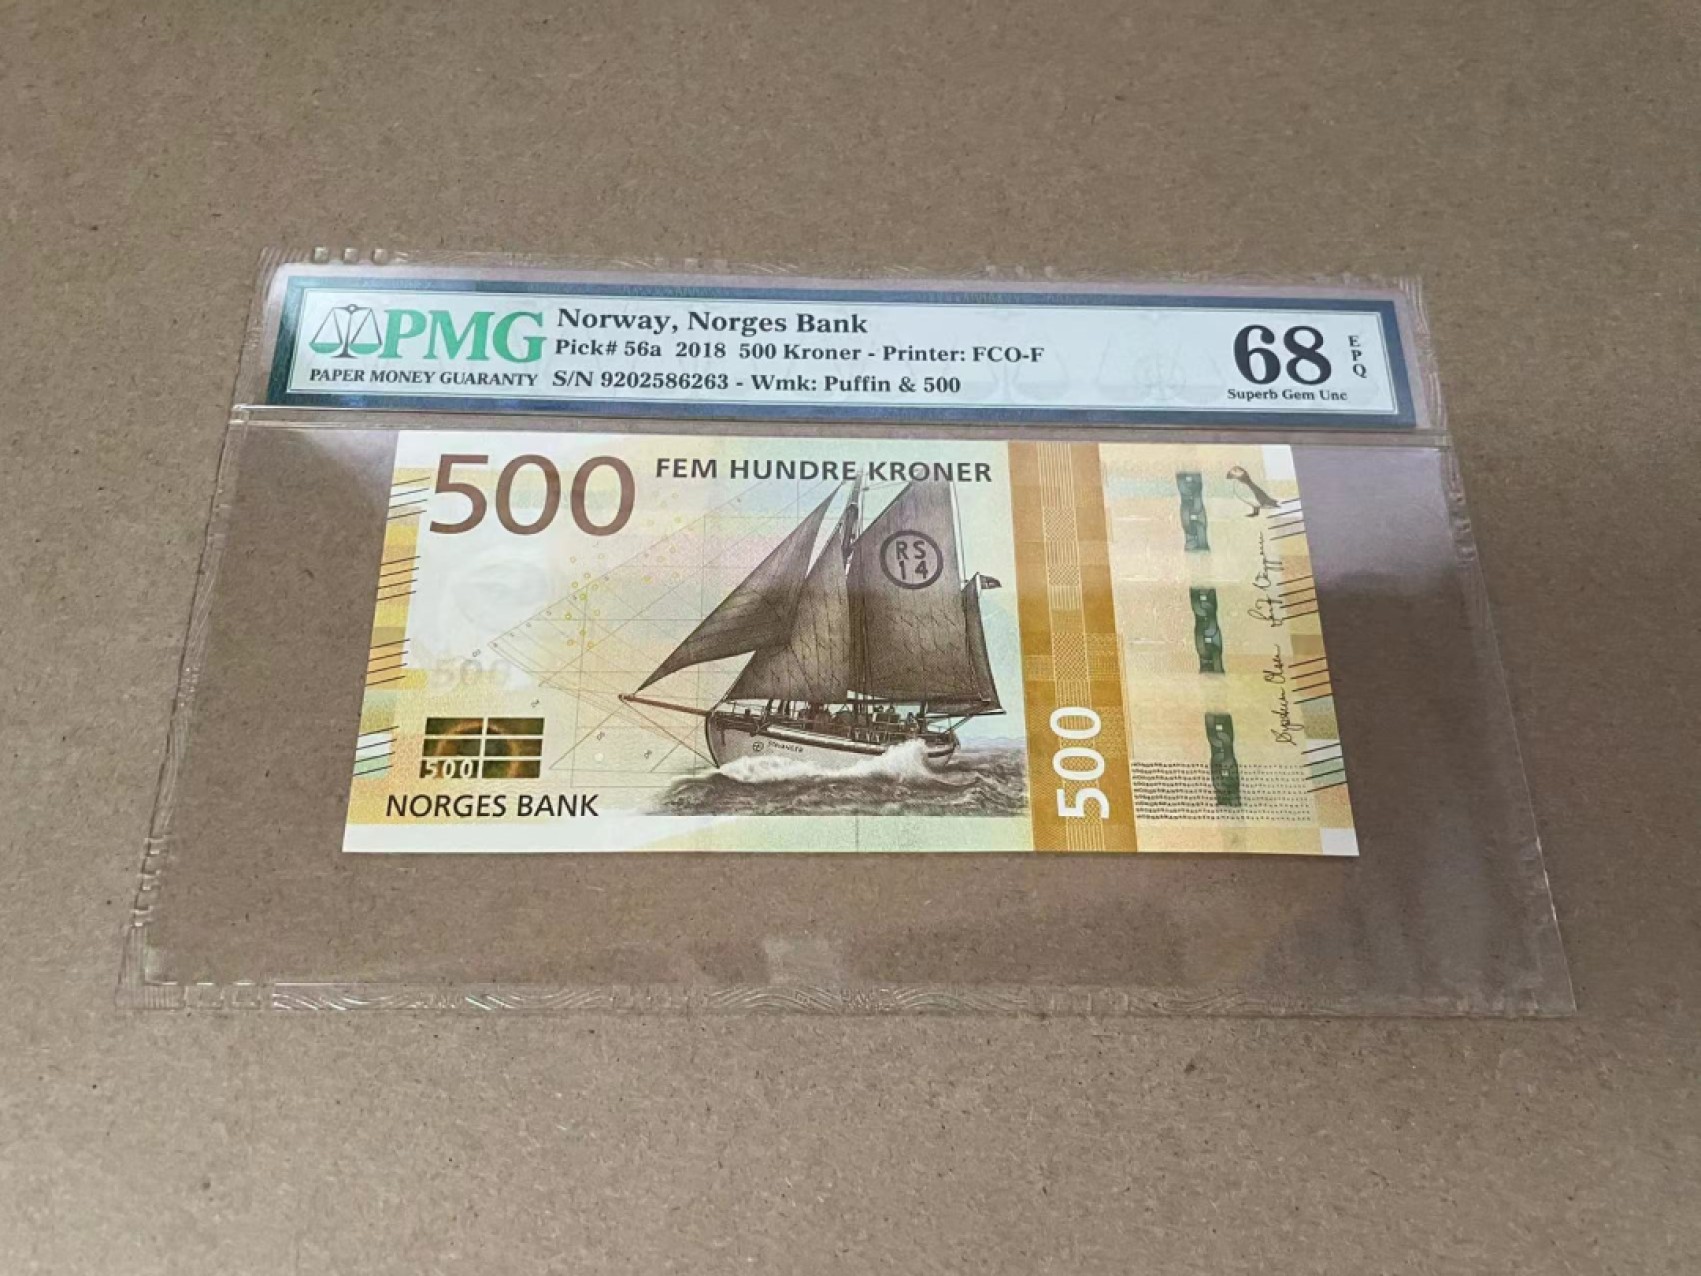 PMG
PAPER MONEY GUARANTY
Norway, Norges Bank
Pick# 56a 2018 500 Kroner - Printer: FCO-F
S/N 9202586263 - Wmk: Puffin & 500
68
EPQ
Superb Gem Unc
500
FEM HUNDRE KRONER
RS
14
500
500
NORGES BANK
500